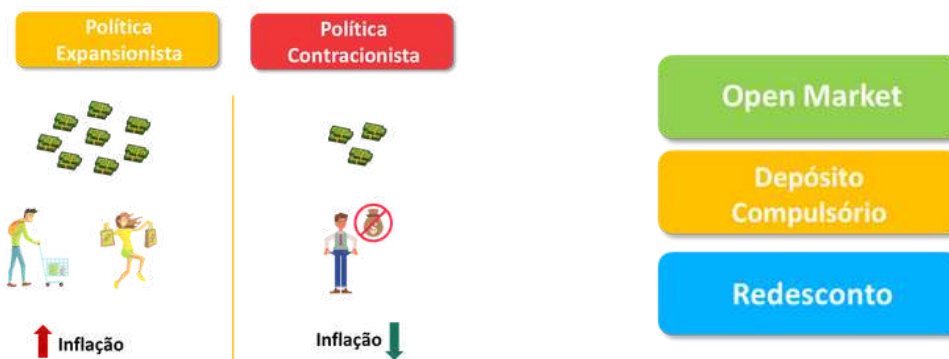 Política
Expansionista
Política
Contracionista
Inflação
Inflação
Open Market
Depósito
Compulsório
Redesconto